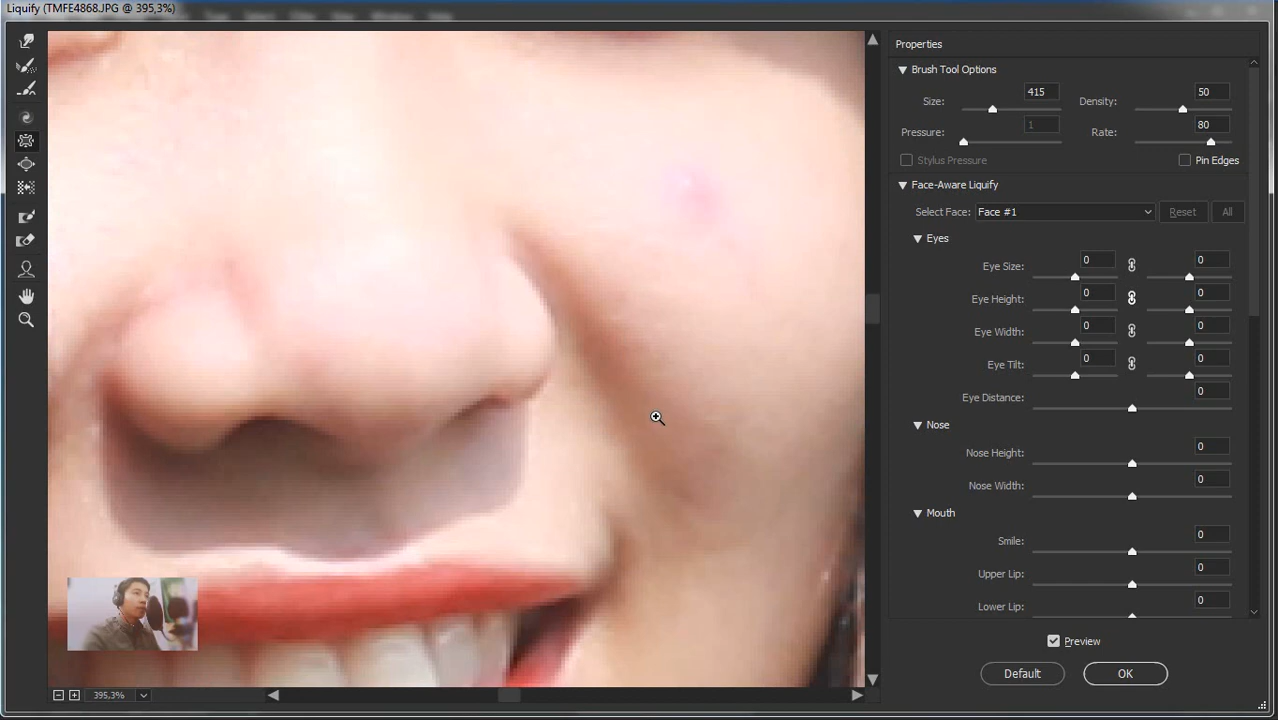 Liquify (TMFE4868.JPG @ 395,3%)
Properties
Brush Tool Options
Size: 415 Density: 50
Pressure: 1 Rate: 80
Stylus Pressure Pin Edges
Face-Aware Liquify
Select Face: Face #1 Reset All
Eyes
Eye Size: 0 0
Eye Height: 0 0
Eye Width: 0 0
Eye Tilt: 0 0
Eye Distance: 0
Nose
Nose Height: 0
Nose Width: 0
Mouth
Smile: 0
Upper Lip: 0
Lower Lip: 0
Preview
Default OK
395,3%